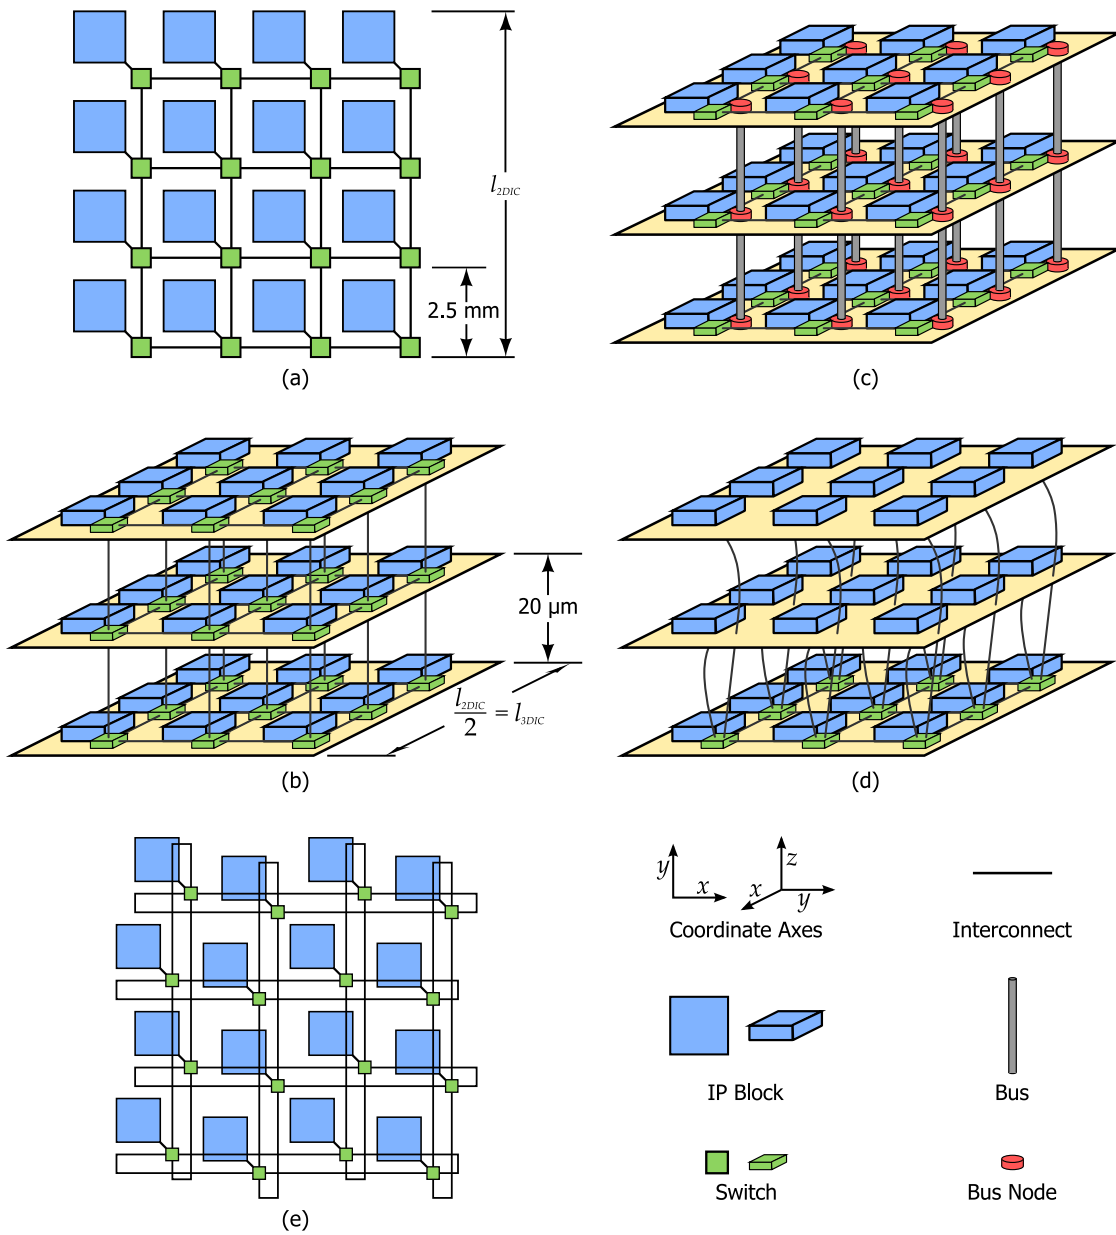 l2DIC
2.5 mm
(a)
(c)
20 µm
l2DIC
2 = l3DIC
(b)
(d)
y
x
z
x
y
Coordinate Axes
Interconnect
IP Block
Bus
Switch
Bus Node
(e)